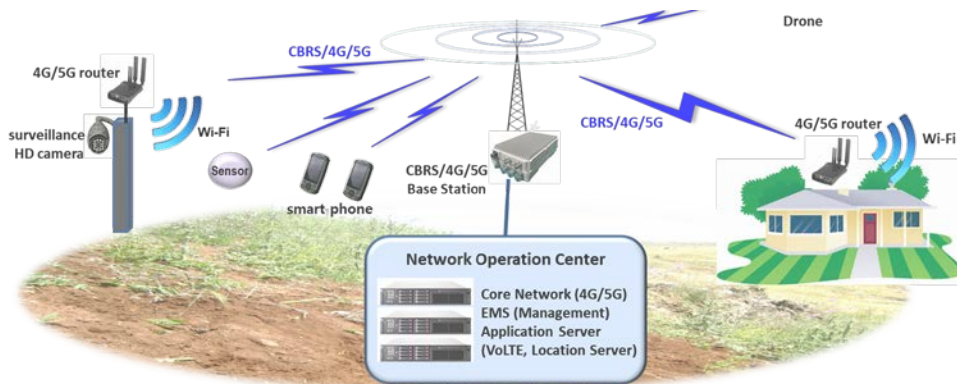 Drone
CBRS/4G/5G
4G/5G router
surveillance
HD camera
Wi-Fi
Sensor
smart phone
CBRS/4G/5G
Base Station
CBRS/4G/5G
4G/5G router
Wi-Fi
Network Operation Center
Core Network (4G/5G)
EMS (Management)
Application Server
(VoLTE, Location Server)